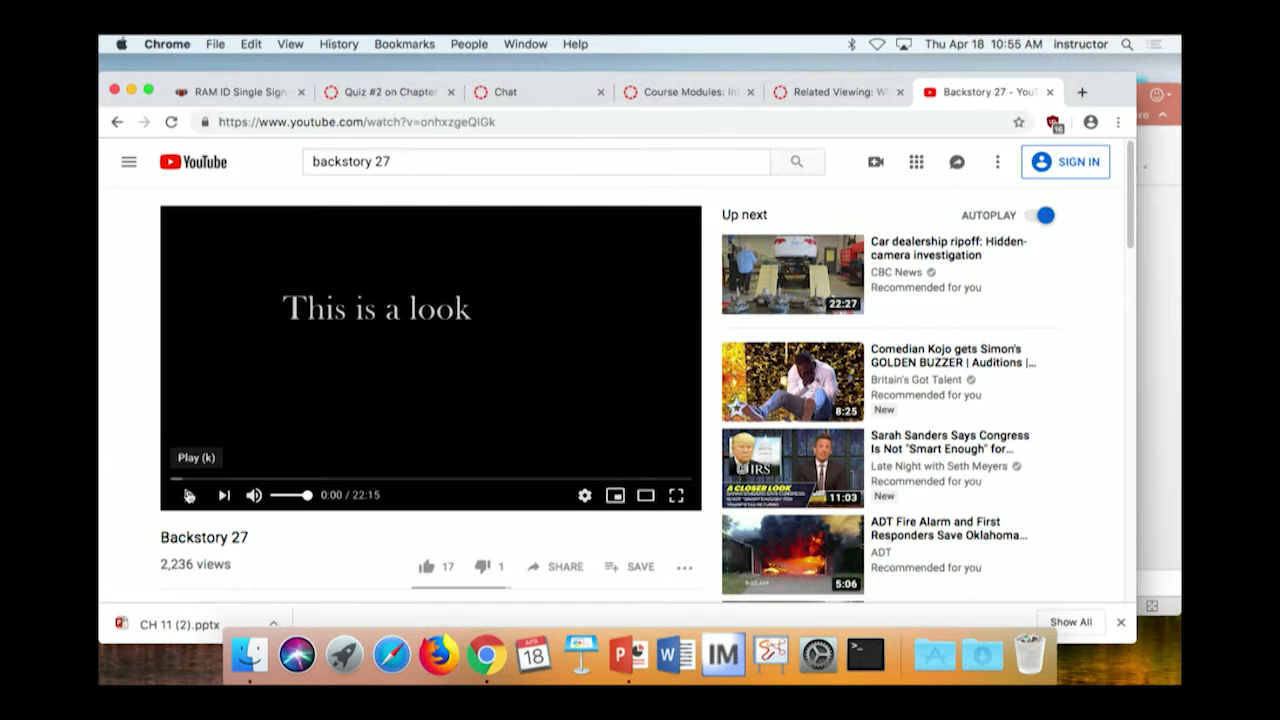 Chrome File Edit View History Bookmarks People Window Help Thu Apr 18 10:55 AM instructor
RAM ID Single Sign
Quiz #2 on Chapter
Chat
Course Modules: In
Related Viewing: W
Backstory 27 - YouT
https://www.youtube.com/watch?v=onhxzgeQIGk
16
YouTube
backstory 27
SIGN IN
This is a look
Play (k)
0:00 / 22:15
Backstory 27
2,236 views
17
1
SHARE
SAVE
Up next
AUTOPLAY
Car dealership ripoff: Hidden-
camera investigation
CBC News
Recommended for you
22:27
Comedian Kojo gets Simon's
GOLDEN BUZZER | Auditions |...
Britain's Got Talent
Recommended for you
New
8:25
Sarah Sanders Says Congress
Is Not "Smart Enough" for...
Late Night with Seth Meyers
Recommended for you
New
IRS
A CLOSER LOOK
11:03
ADT Fire Alarm and First
Responders Save Oklahoma...
ADT
Recommended for you
5:06
CH 11 (2).pptx
Show All
APR
18
P
W
IM